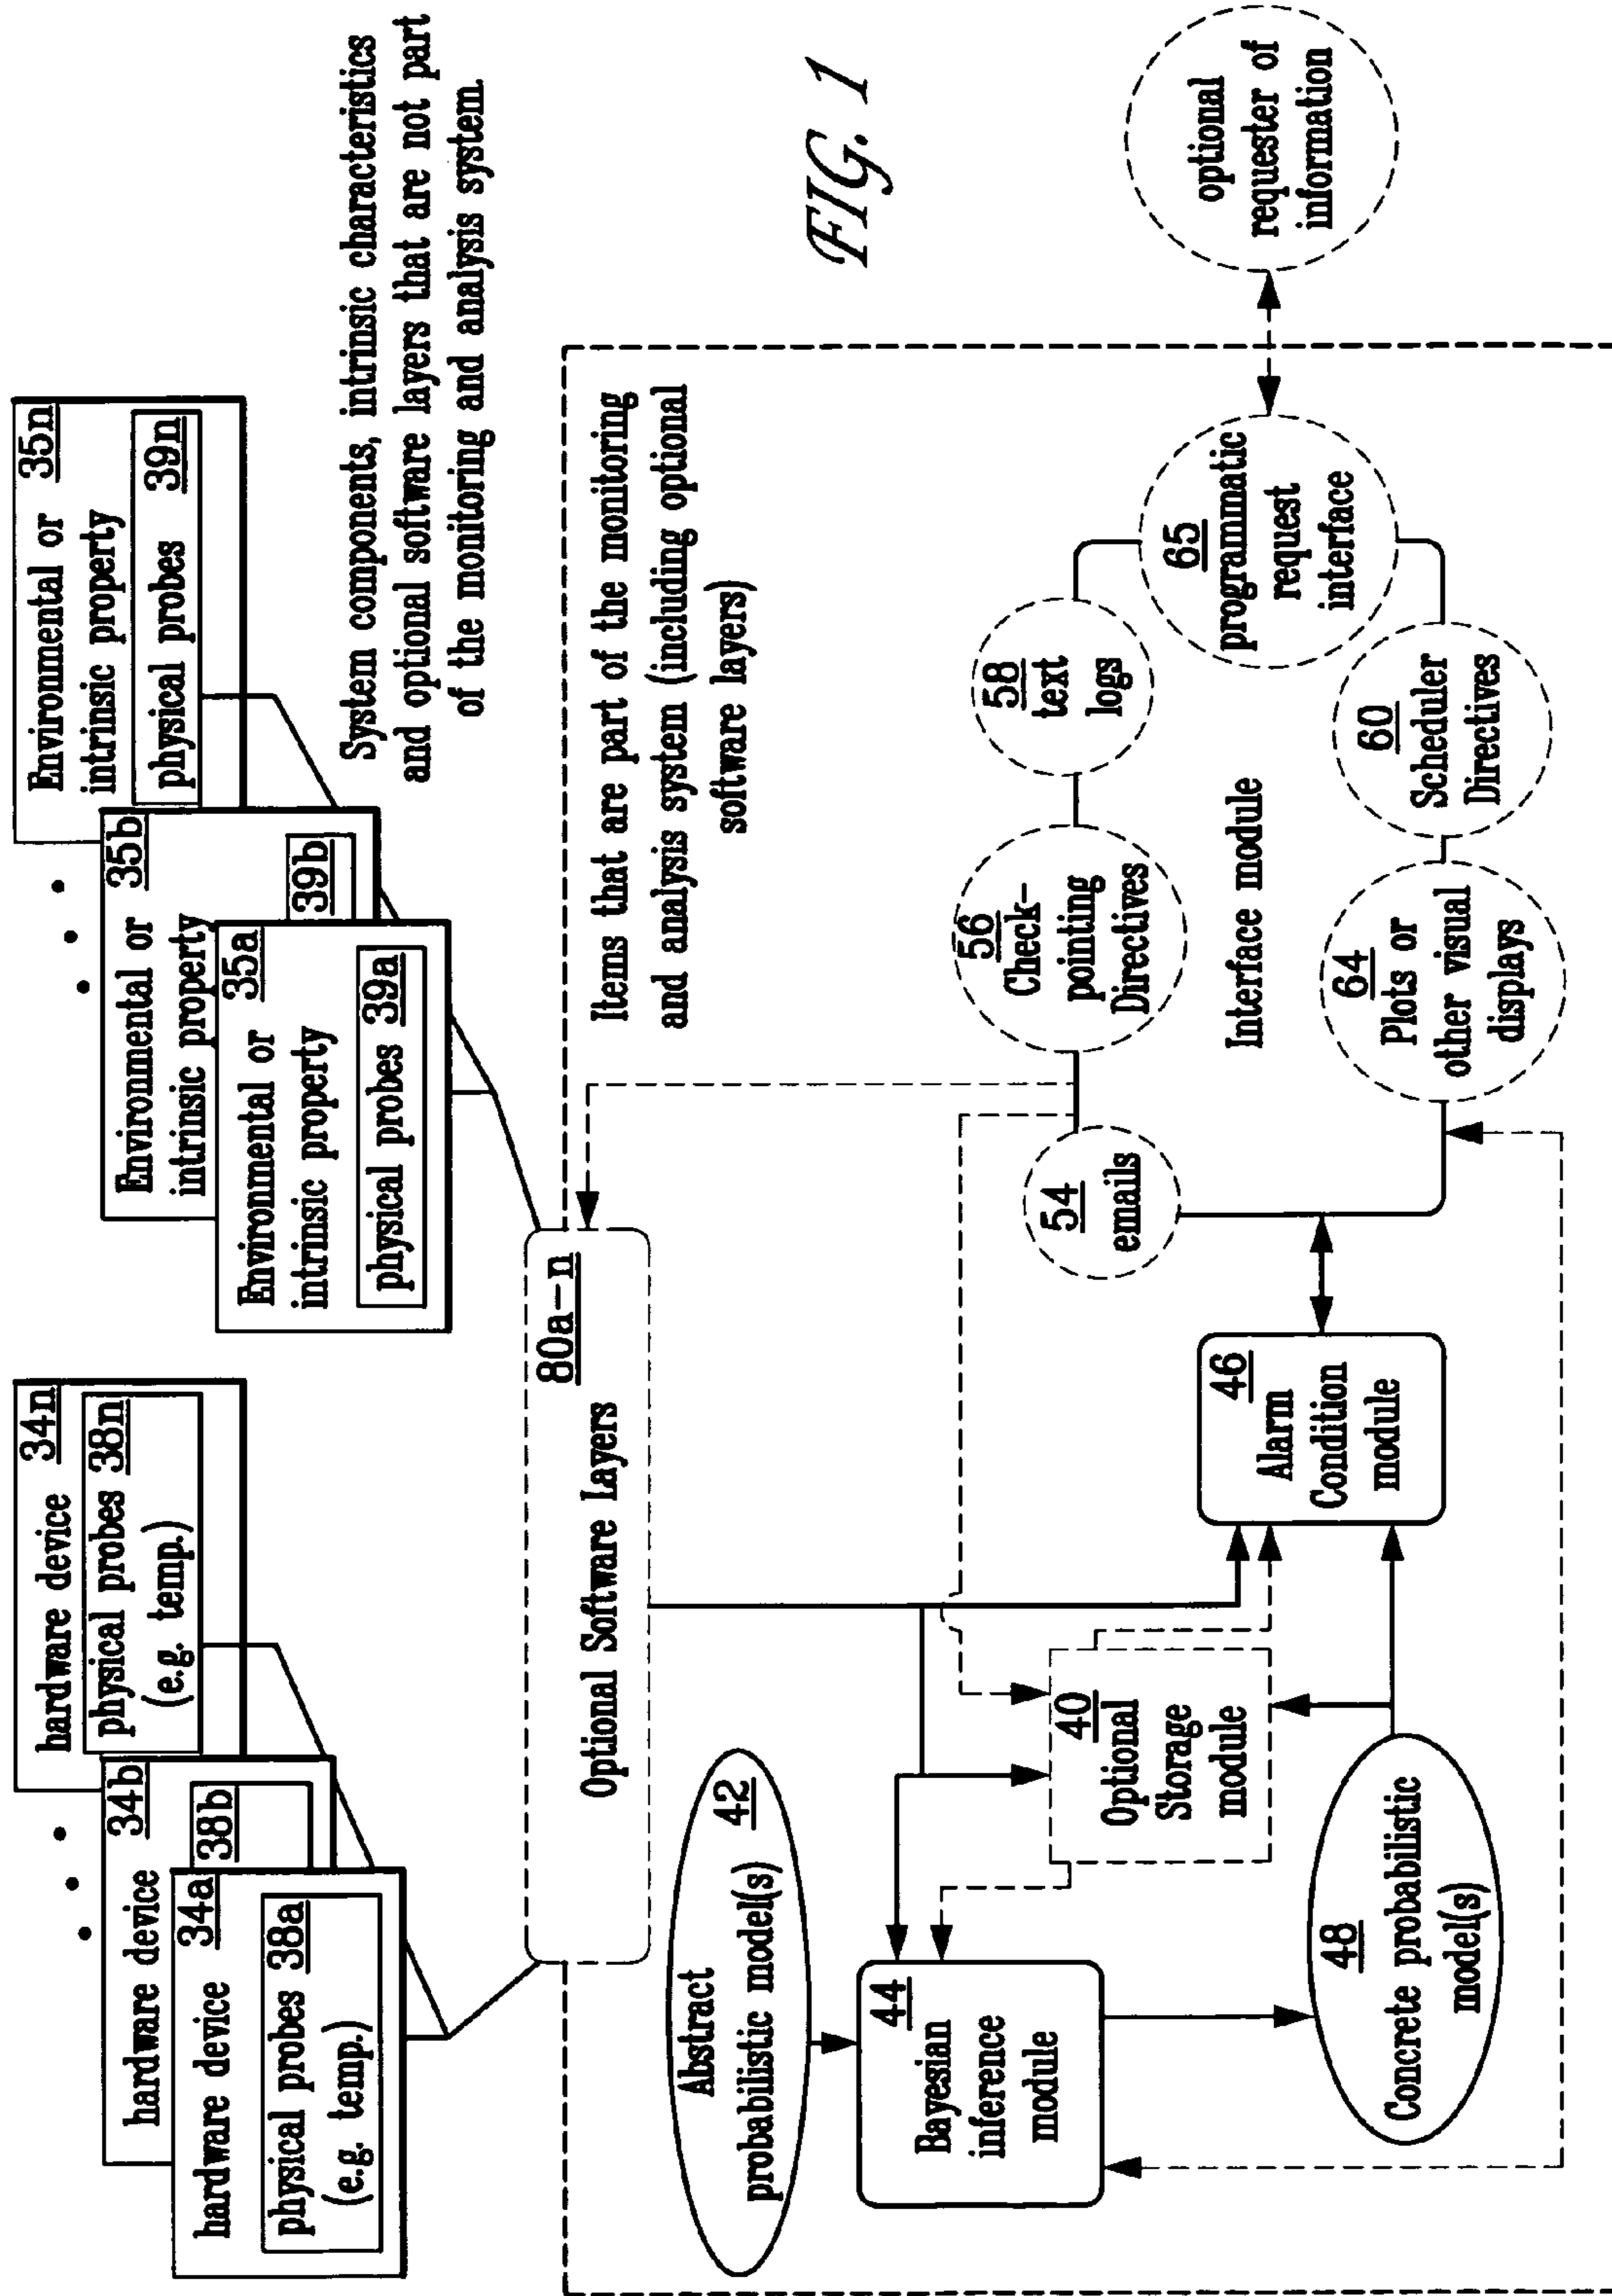 hardware device 34n
physical probes 38n
(e.g. temp.)
hardware device 34b
38b
hardware device 34a
physical probes 38a
(e.g. temp.)
Environmental or 35n
intrinsic property
physical probes 39n
Environmental or 35b
intrinsic property
39b
Environmental or 35a
intrinsic property
physical probes 39a
System components, intrinsic characteristics
and optional software layers that are not part
of the monitoring and analysis system.
80a-n
Optional Software Layers
Items that are part of the monitoring
and analysis system (including optional
software layers)
FIG. 1
Abstract
probabilistic model(s) 42
44
Bayesian
inference
module
40
Optional
Storage
module
48
Concrete probabilistic
model(s)
46
Alarm
Condition
module
54
emails
56
Check-
pointing
Directives
58
text
logs
65
programmatic
request
interface
Interface module
64
Plots or
other visual
displays
60
Scheduler
Directives
optional
requester of
information